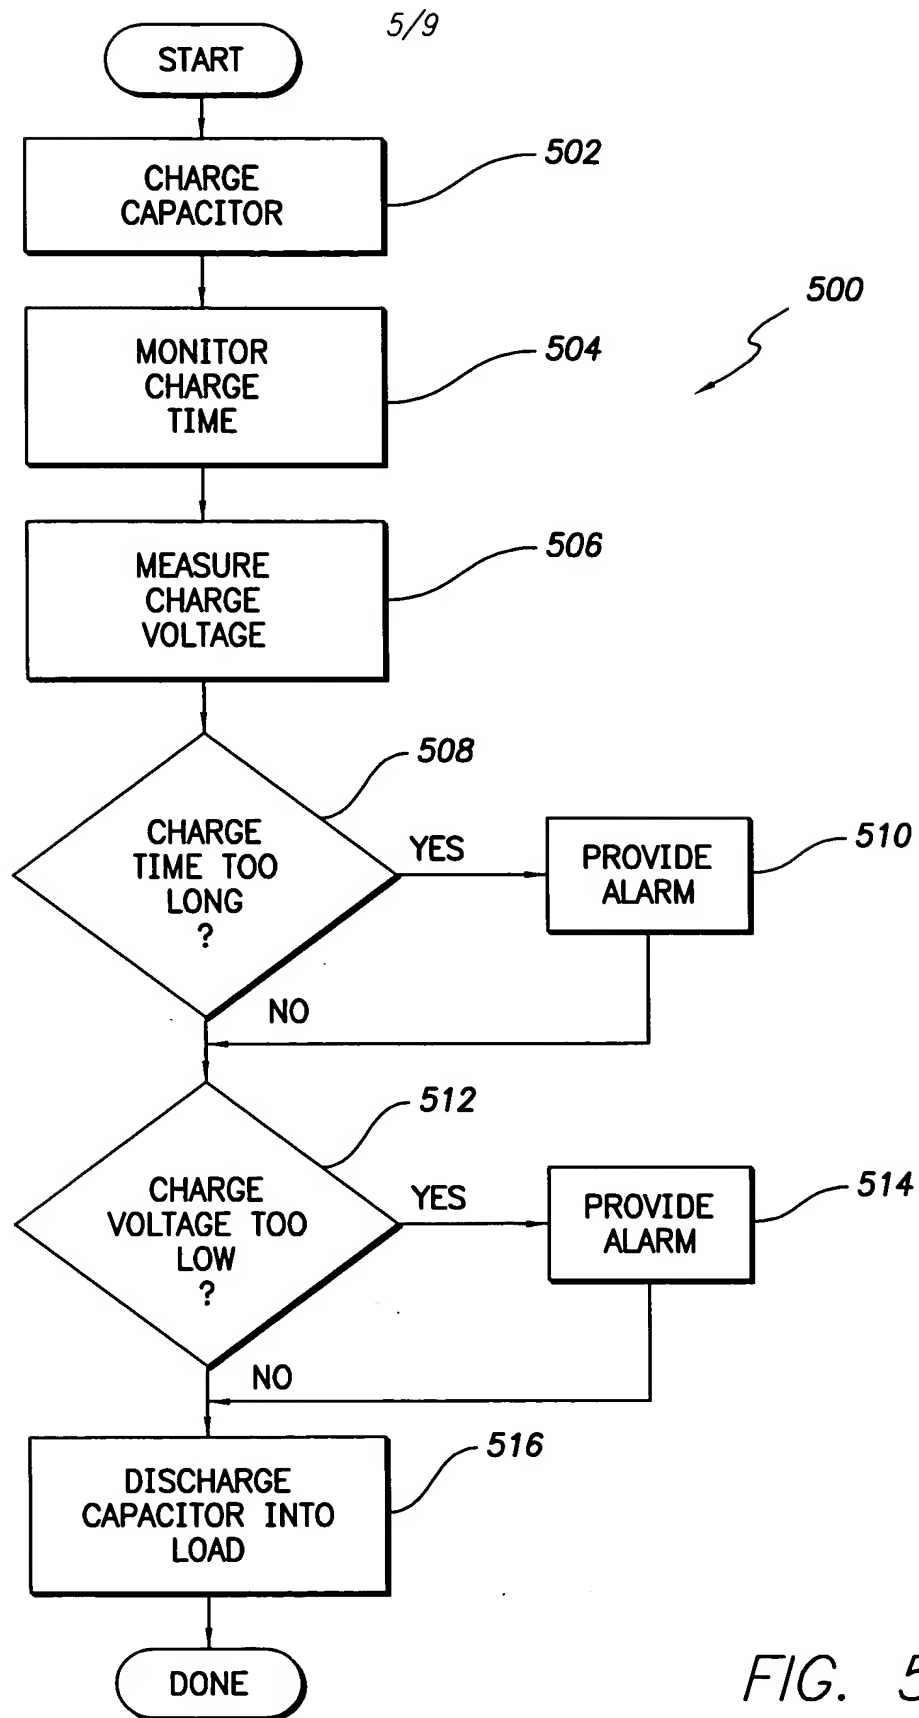 5/9
START
CHARGE
CAPACITOR
502
500
MONITOR
CHARGE
TIME
504
MEASURE
CHARGE
VOLTAGE
506
508
CHARGE
TIME TOO
LONG
?
YES
PROVIDE
ALARM
510
NO
512
CHARGE
VOLTAGE TOO
LOW
?
YES
PROVIDE
ALARM
514
NO
DISCHARGE
CAPACITOR INTO
LOAD
516
DONE
FIG. 5